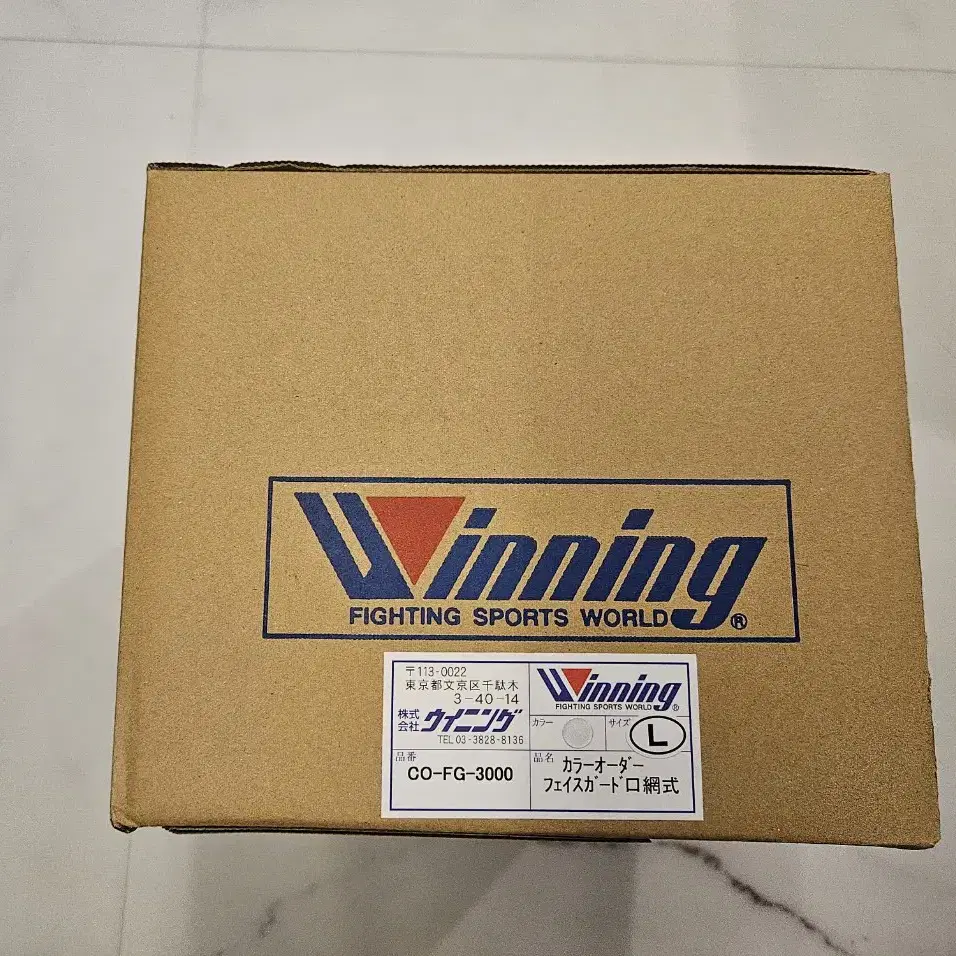 Winning
FIGHTING SPORTS WORLD®
〒113-0022
東京都文京区千駄木
3-40-14
株式会社 ウイニング
TEL 03-3828-8136
品番
CO-FG-3000
Winning
FIGHTING SPORTS WORLD®
カラー
サイズ
L
品名
カラーオーダー
フェイスガード口網式